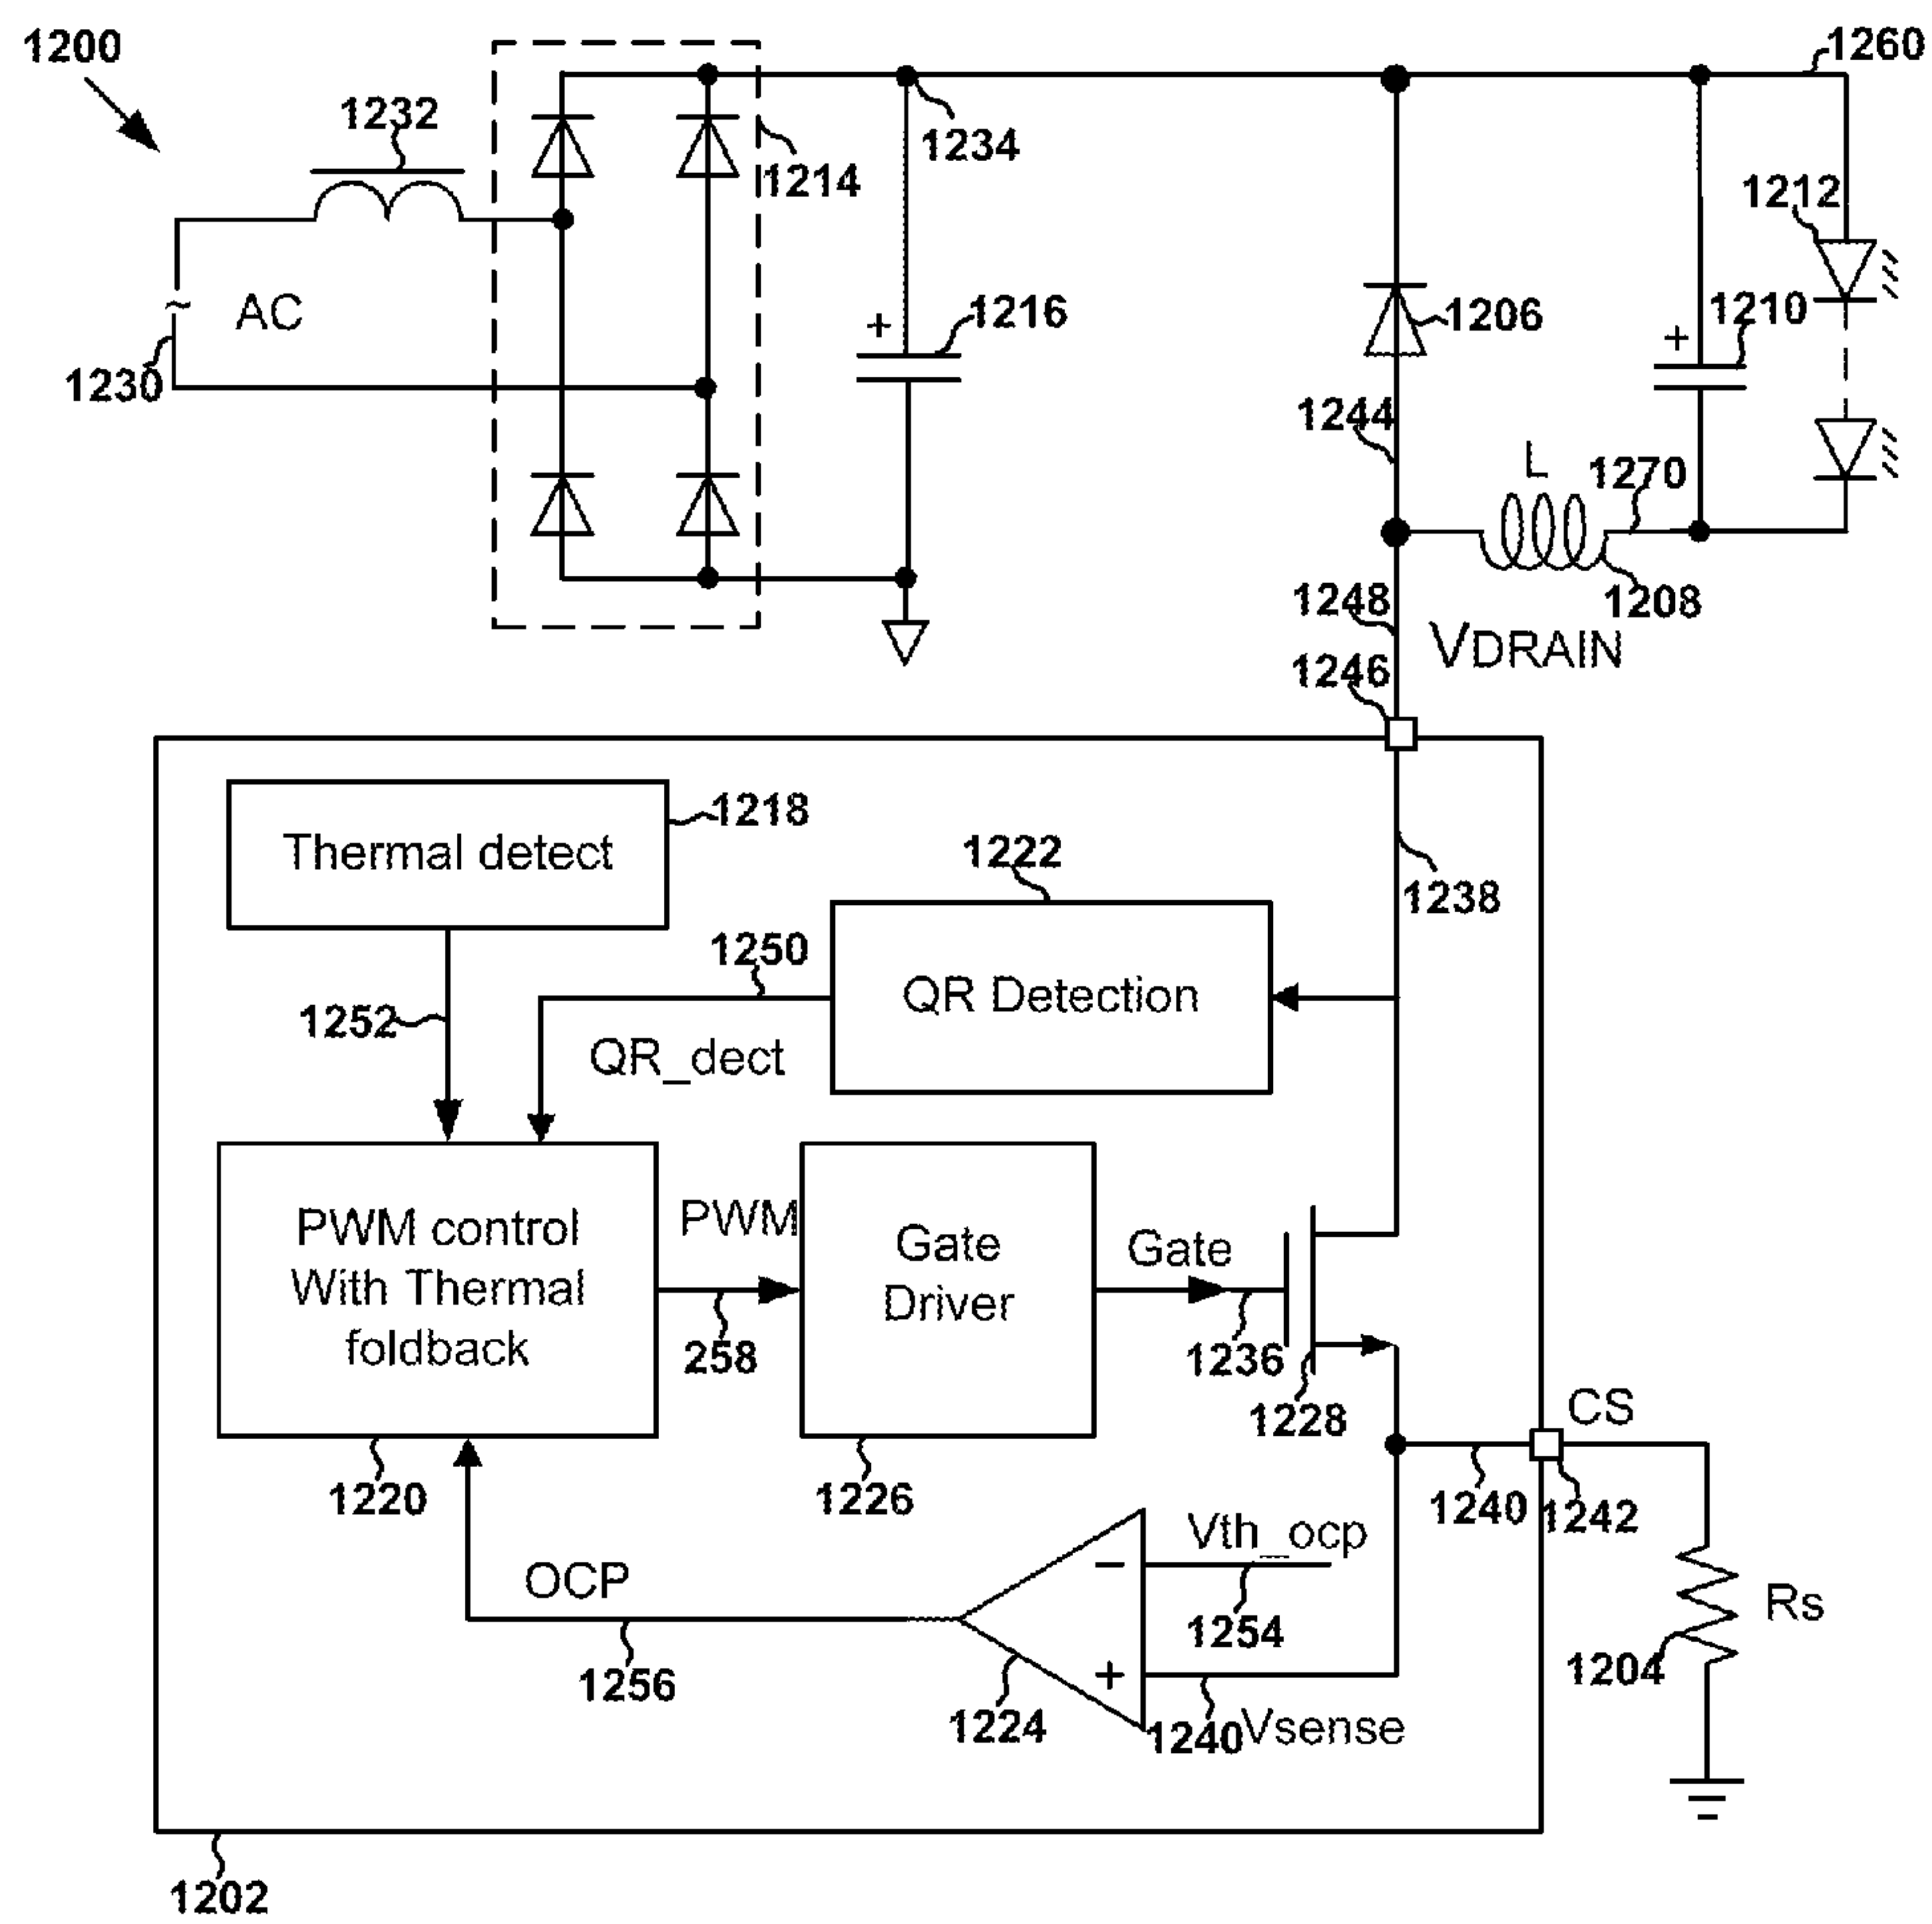 1200
1232
1260
1234
1214
1212
~
AC
1230
+
1216
1206
+
1210
1244
L
1270
1248
1208
VDRAIN
1246
Thermal detect
1218
1222
1238
1250
QR Detection
1252
QR_dect
PWM control
With Thermal
foldback
PWM
258
Gate
Driver
Gate
1236
1228
CS
1220
1226
1240
1242
Vth_ocp
OCP
−
1254
Rs
1204
1256
+
1224
1240
Vsense
1202